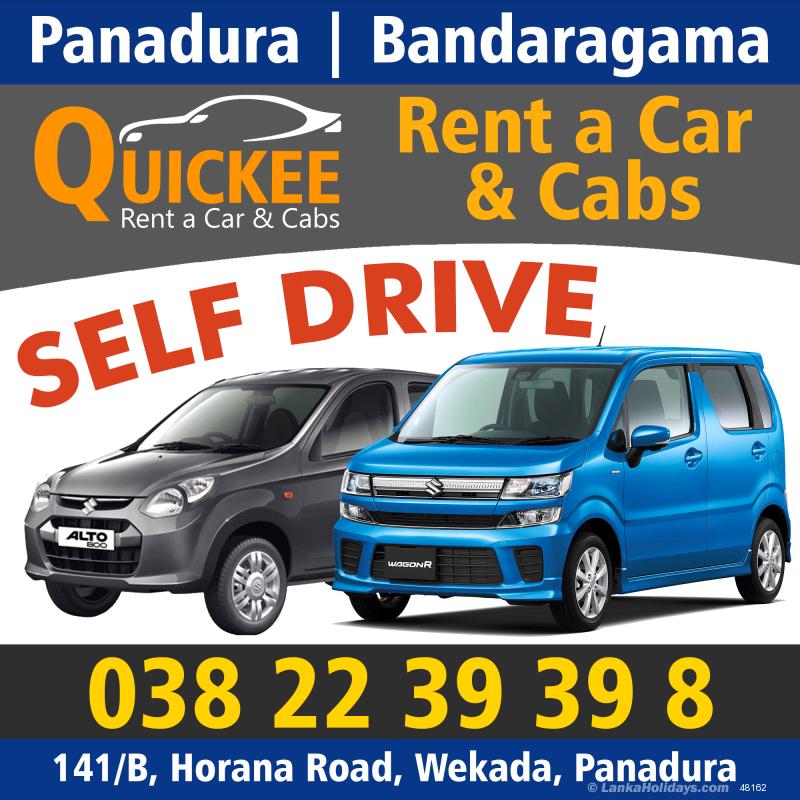 Panadura | Bandaragama
QUICKEE
Rent a Car & Cabs
Rent a Car
& Cabs
SELF DRIVE
ALTO
800
WAGONR
038 22 39 39 8
141/B, Horana Road, Wekada, Panadura
© LankaHolidays.com 48162